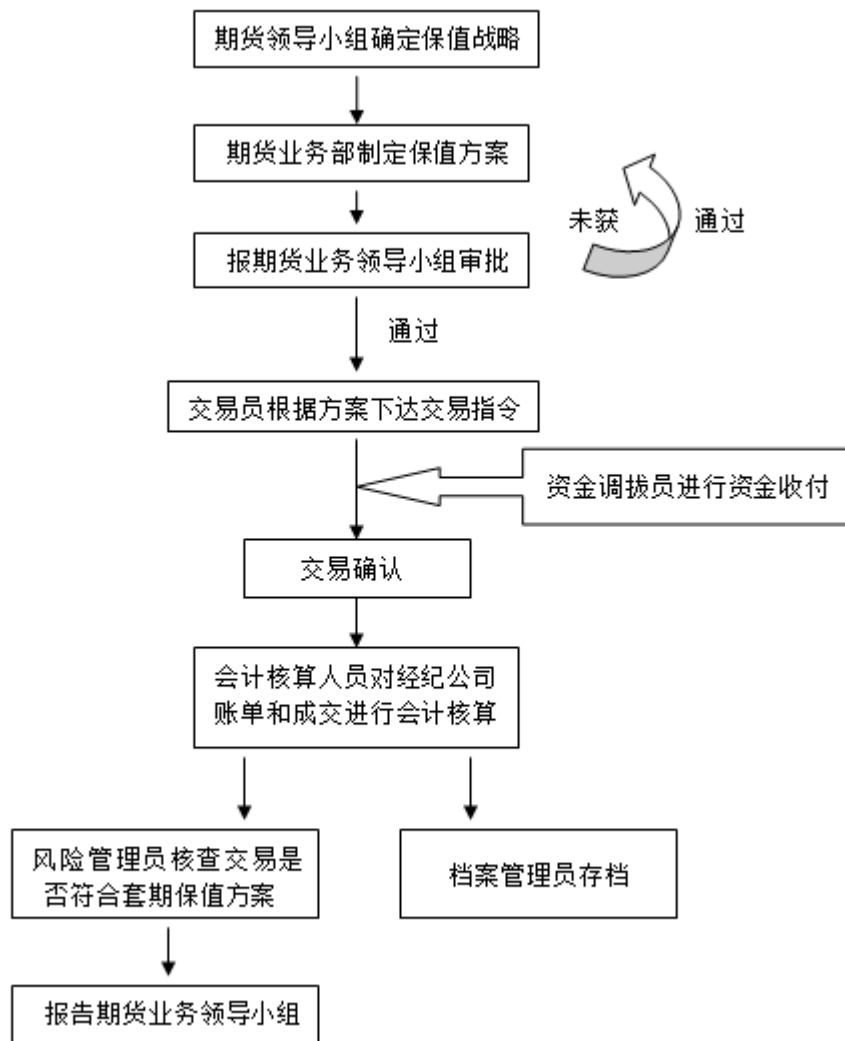 期货领导小组确定保值战略
期货业务部制定保值方案
未获
通过
报期货业务领导小组审批
通过
交易员根据方案下达交易指令
资金调拔员进行资金收付
交易确认
会计核算人员对经纪公司
账单和成交进行会计核算
风险管理员核查交易是
否符合套期保值方案
档案管理员存档
报告期货业务领导小组